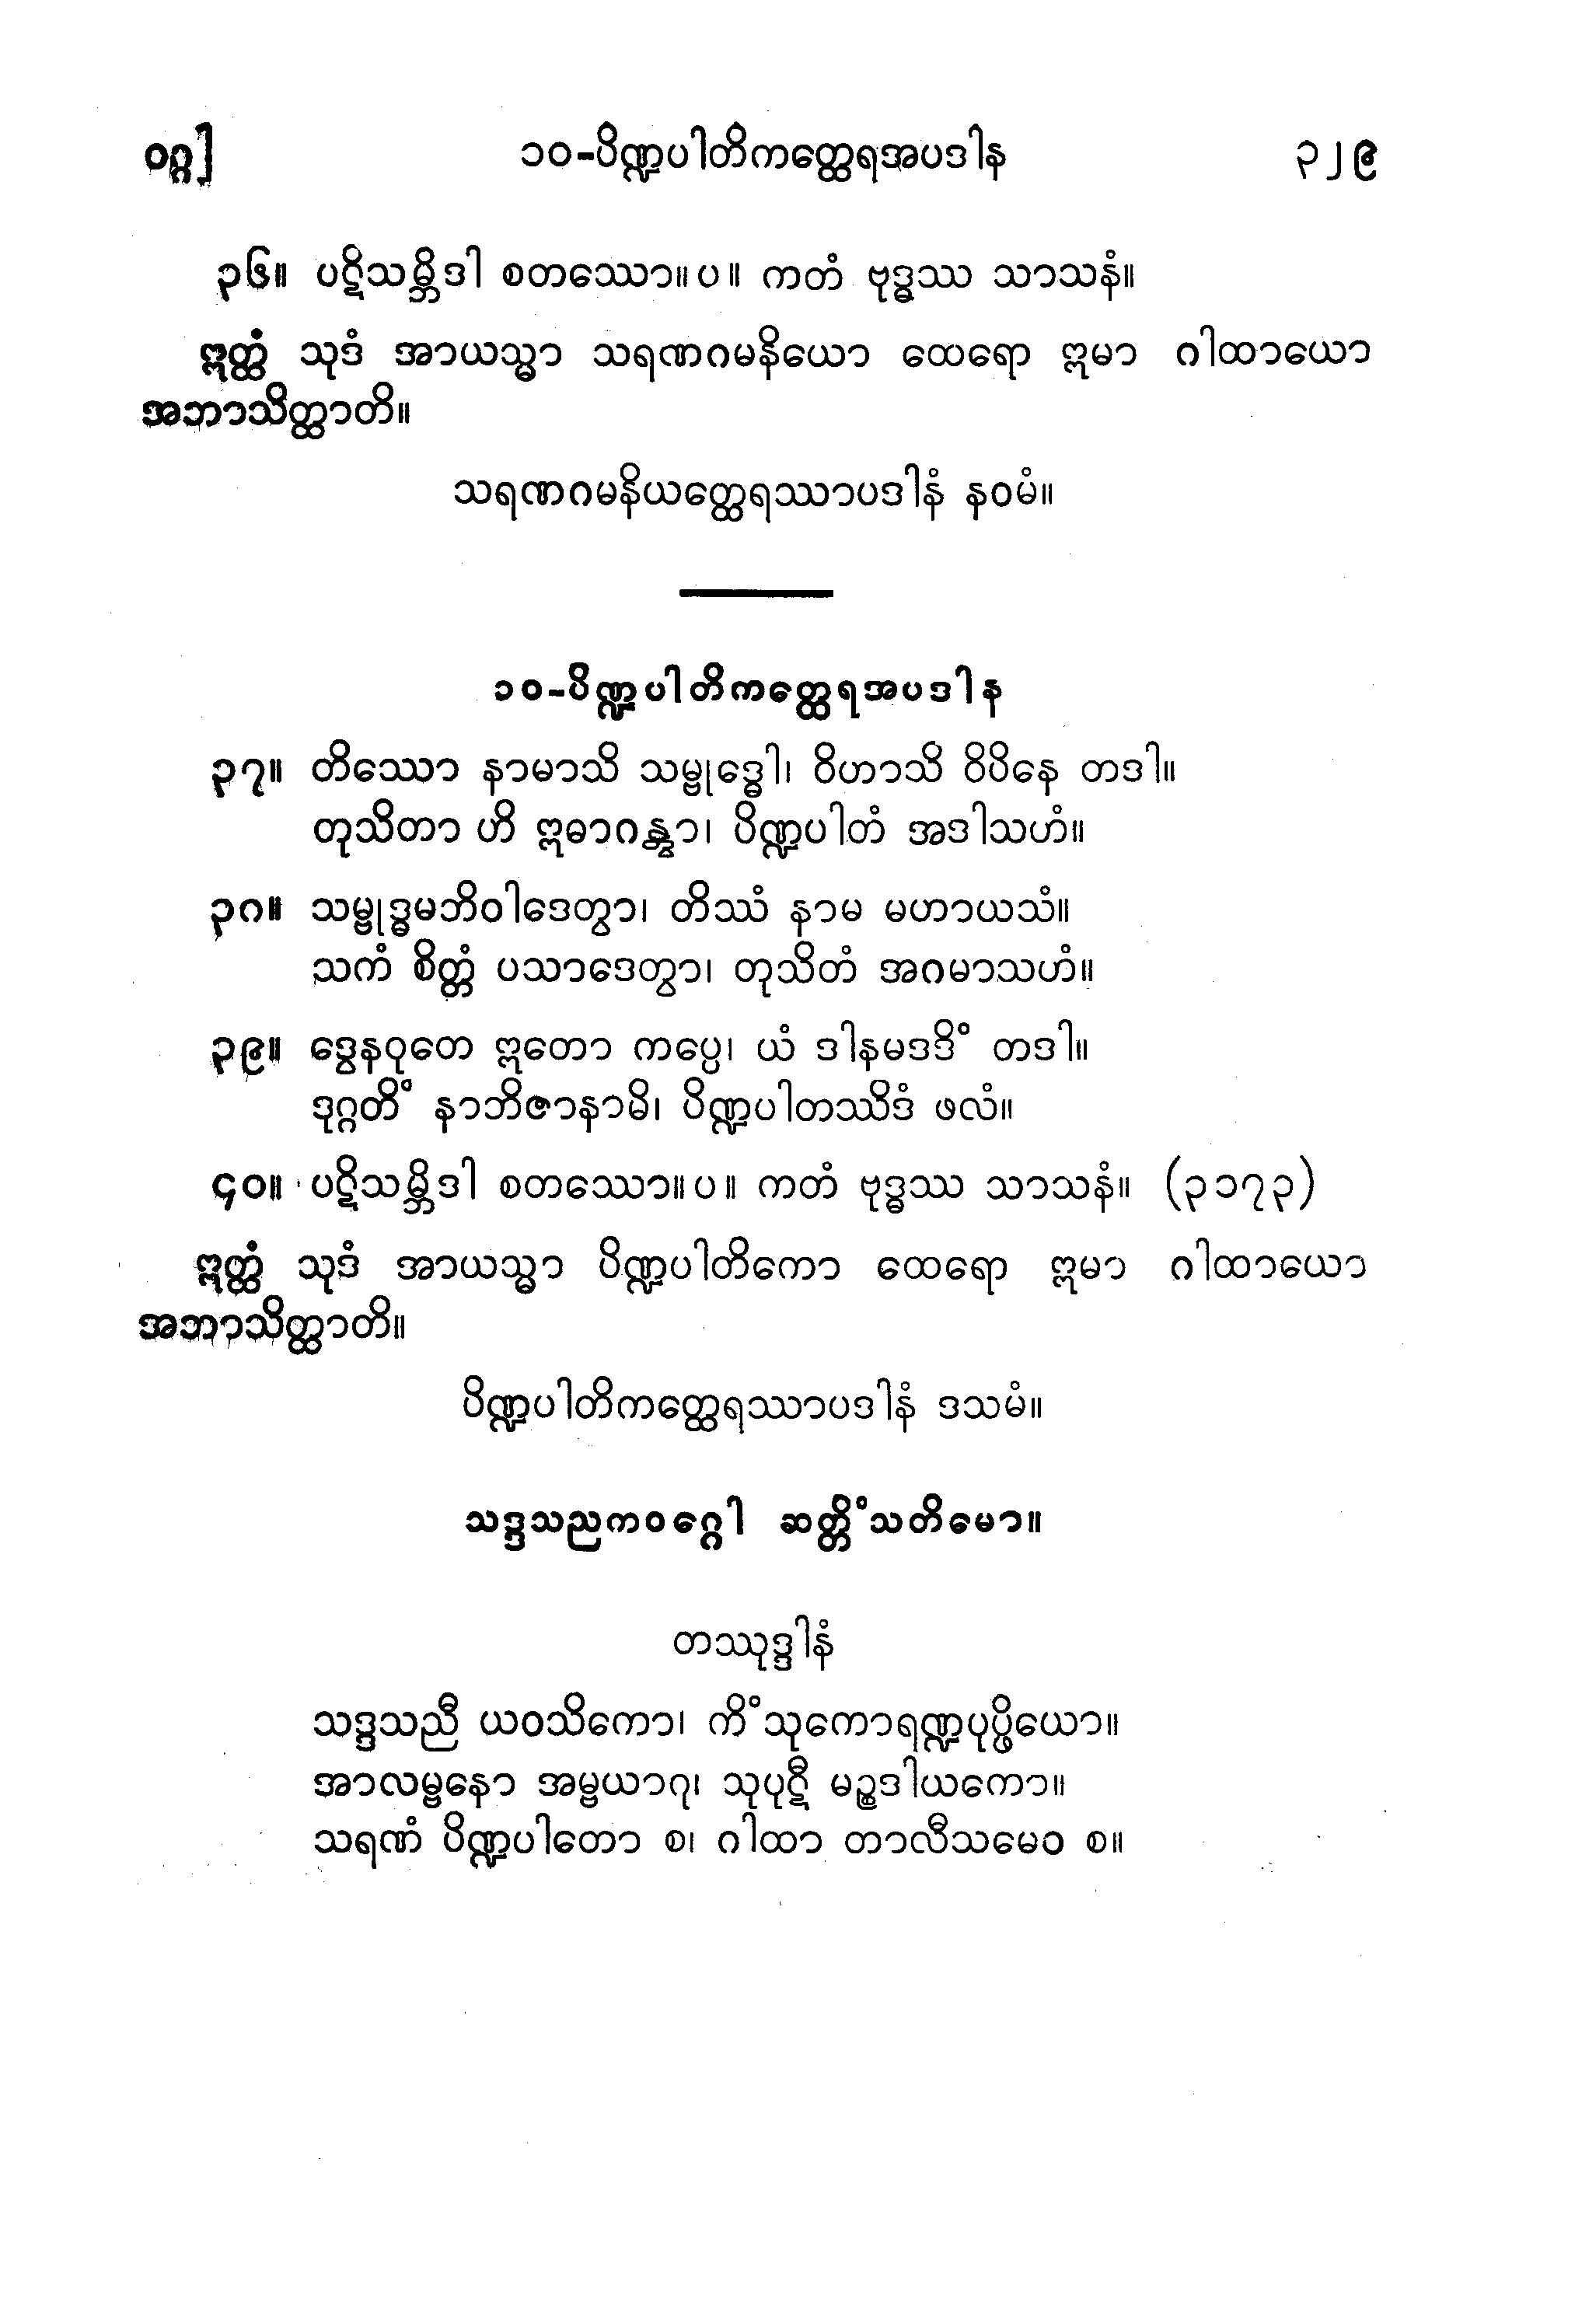 ဝဂ္ဂ] ၁၀-ပိဏ္ဍပါတိကတ္ထေရအပဒါန ၃၂၉
၃၆။ ပဋိသမ္ဘိဒါ စတဿော။ပ။ ကတံ ဗုဒ္ဓဿ သာသနံ။
ဣတ္ထံ သုဒံ အာယသ္မာ သရဏဂမနိယော ထေရော ဣမာ ဂါထာယော
အဘာသိတ္ထာတိ။
သရဏဂမနိယတ္ထေရဿာပဒါနံ နဝမံ။
၁၀-ပိဏ္ဍပါတိကတ္ထေရအပဒါန
၃၇။ တိဿော နာမာသိ သမ္ဗုဒ္ဓေါ၊ ဝိဟာသိ ဝိပိနေ တဒါ။
တုသိတာ ဟိ ဣဓာဂန္တွာ၊ ပိဏ္ဍပါတံ အဒါသဟံ။
၃၈။ သမ္ဗုဒ္ဓမဘိဝါဒေတွာ၊ တိဿံ နာမ မဟာယသံ။
သကံ စိတ္တံ ပသာဒေတွာ၊ တုသိတံ အဂမာသဟံ။
၃၉။ ဒွေနဝုတေ ဣတော ကပ္ပေ၊ ယံ ဒါနမဒဒိံ တဒါ။
ဒုဂ္ဂတိံ နာဘိဇာနာမိ၊ ပိဏ္ဍပါတဿိဒံ ဖလံ။
၄၀။ ပဋိသမ္ဘိဒါ စတဿော။ပ။ ကတံ ဗုဒ္ဓဿ သာသနံ။ (၃၁၇၃)
ဣတ္ထံ သုဒံ အာယသ္မာ ပိဏ္ဍပါတိကော ထေရော ဣမာ ဂါထာယော
အဘာသိတ္ထာတိ။
ပိဏ္ဍပါတိကတ္ထေရဿာပဒါနံ ဒသမံ။
သဒ္ဒသညကဝဂ္ဂေါ ဆတ္တိံသတိမော။
တဿုဒ္ဒါနံ
သဒ္ဒသညီ ယဝသိကော၊ ကိံသုကောရဏ္ဍပုပ္ဖိယော။
အာလမ္ဗနော အမ္ဗယာဂု၊ သုပုဋီ မဉ္စဒါယကော။
သရဏံ ပိဏ္ဍပါတော စ၊ ဂါထာ တာလီသမေဝ စ။